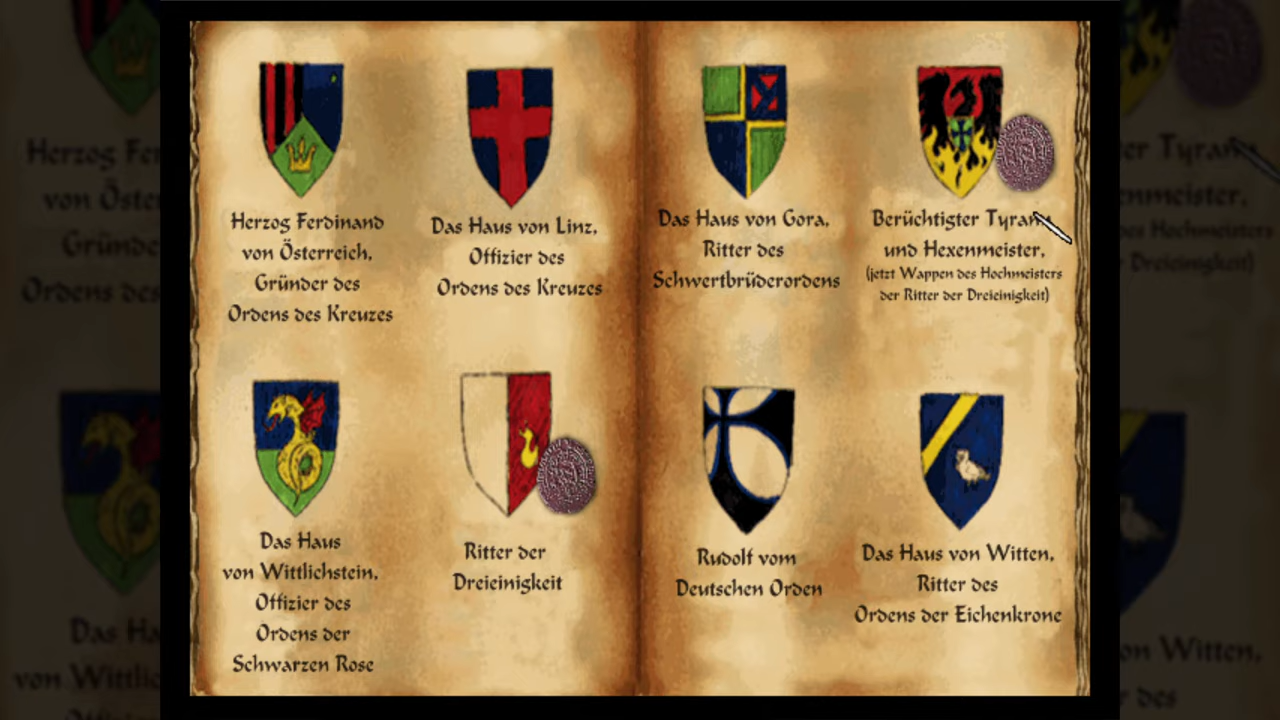 Herzog Ferdinand
von Österreich,
Gründer des
Ordens des Kreuzes
Das Haus von Linz,
Offizier des
Ordens des Kreuzes
Das Haus von Gora,
Ritter des
Schwertbrüderordens
Berüchtigter Tyrann
und Hexenmeister,
(jetzt Wappen des Hochmeisters
der Ritter der Dreieinigkeit)
Das Haus
von Wittlichstein,
Offizier des
Ordens der
Schwarzen Rose
Ritter der
Dreieinigkeit
Rudolf vom
Deutschen Orden
Das Haus von Witten,
Ritter des
Ordens der Eichenkrone